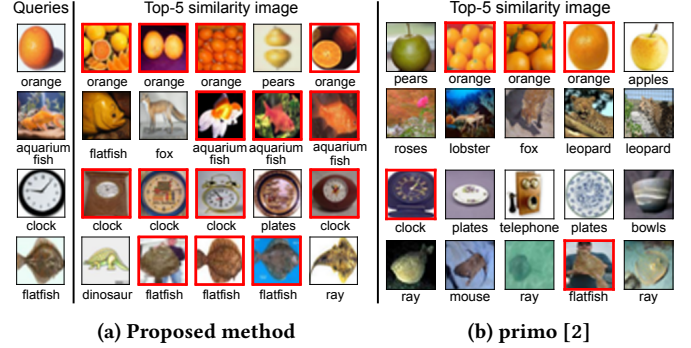 Queries Top-5 similarity image Top-5 similarity image
orange orange orange orange pears orange pears orange orange orange apples
aquarium fish flatfish fox aquarium fish aquarium fish aquarium fish roses lobster fox leopard leopard
clock clock clock clock plates clock clock plates telephone plates bowls
flatfish dinosaur flatfish flatfish flatfish ray ray mouse ray flatfish ray
(a) Proposed method (b) primo [2]